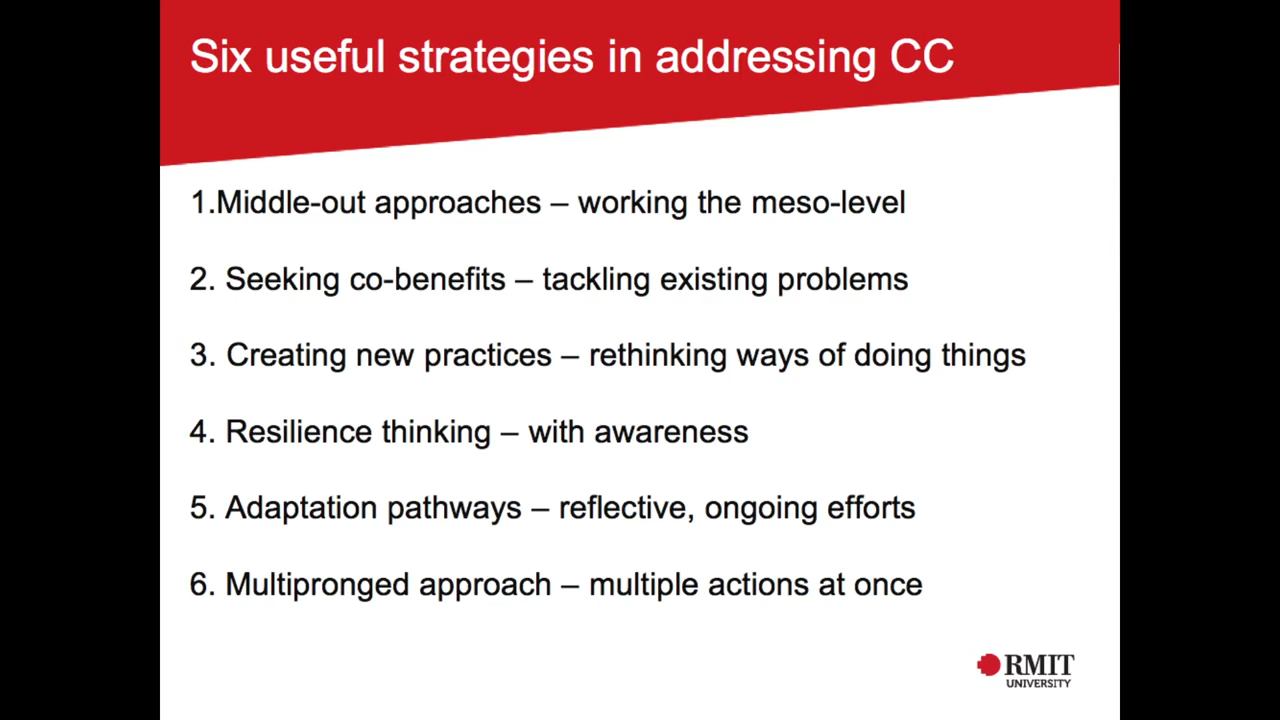 Six useful strategies in addressing CC
1.Middle-out approaches – working the meso-level
2. Seeking co-benefits – tackling existing problems
3. Creating new practices – rethinking ways of doing things
4. Resilience thinking – with awareness
5. Adaptation pathways – reflective, ongoing efforts
6. Multipronged approach – multiple actions at once
RMIT
UNIVERSITY